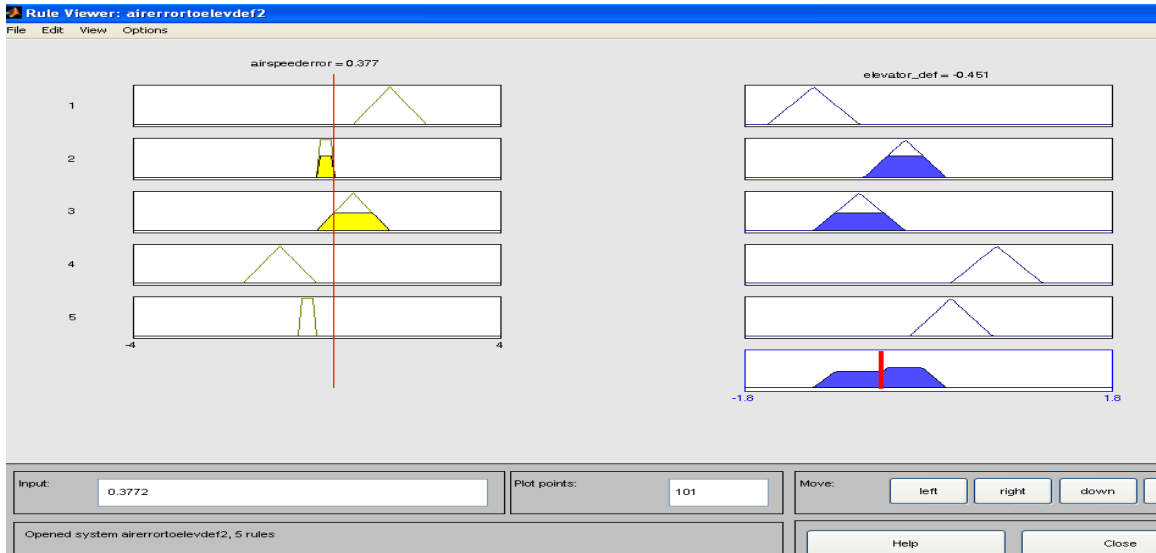 Rule Viewer: airerrortoelevdef2
File Edit View Options
airspeederror = 0.377
elevator_def = -0.451
1
2
3
4
5
-4
4
-1.8
1.8
Input:
0.3772
Plot points:
101
Move:
left
right
down
Opened system airerrortoelevdef2, 5 rules
Help
Close